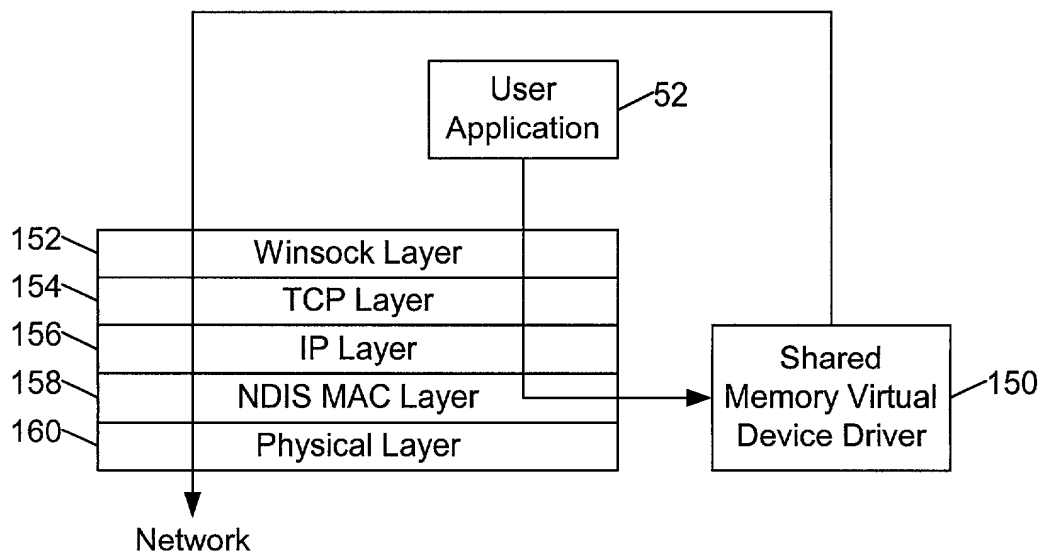 User
Application
52
152
Winsock Layer
154
TCP Layer
156
IP Layer
158
NDIS MAC Layer
160
Physical Layer
Shared
Memory Virtual
Device Driver
150
Network